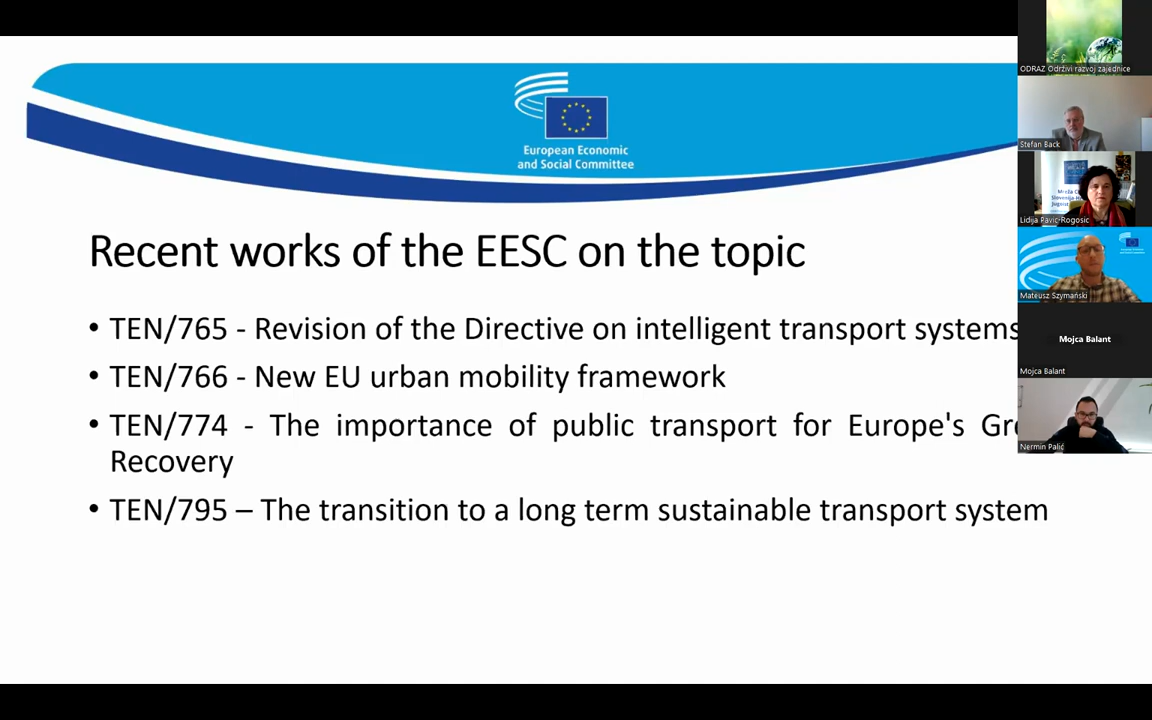 European Economic
and Social Committee
Recent works of the EESC on the topic
• TEN/765 - Revision of the Directive on intelligent transport systems
• TEN/766 - New EU urban mobility framework
• TEN/774 - The importance of public transport for Europe's
Recovery
• TEN/795 – The transition to a long term sustainable transport system
ODRAZ Održivi razvoj zajednice
Stefan Back
Lidija Pavic-Rogosic
Mateusz Szymański
Mojca Balant
Mojca Balant
Nermin Palić